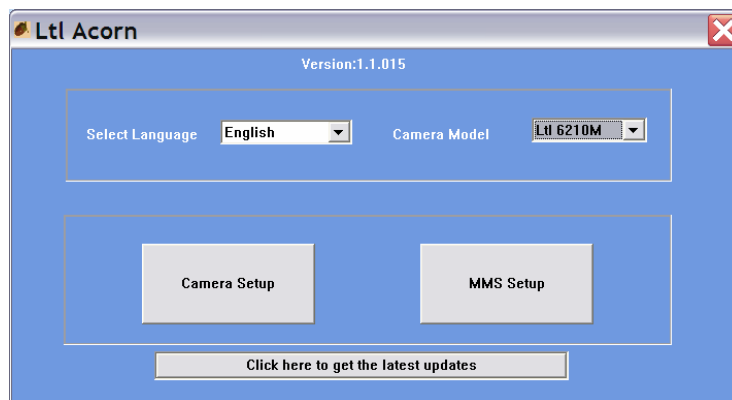 Ltl Acorn
Version:1.1.015
Select Language English Camera Model Ltl 6210M
Camera Setup MMS Setup
Click here to get the latest updates